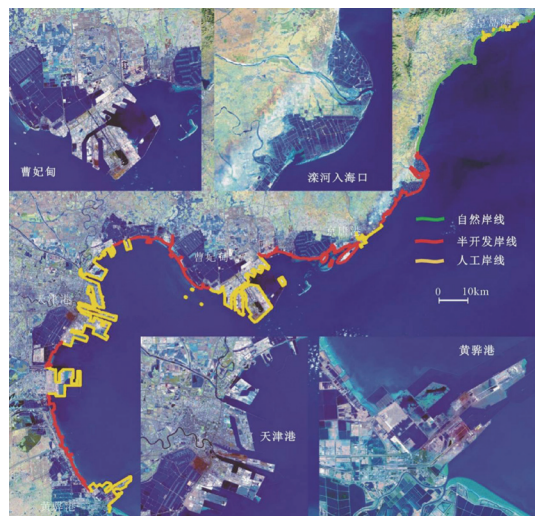 曹妃甸
滦河入海口
自然岸线
半开发岸线
人工岸线
0 10km
曹妃甸
天津港
黄骅港
天津港